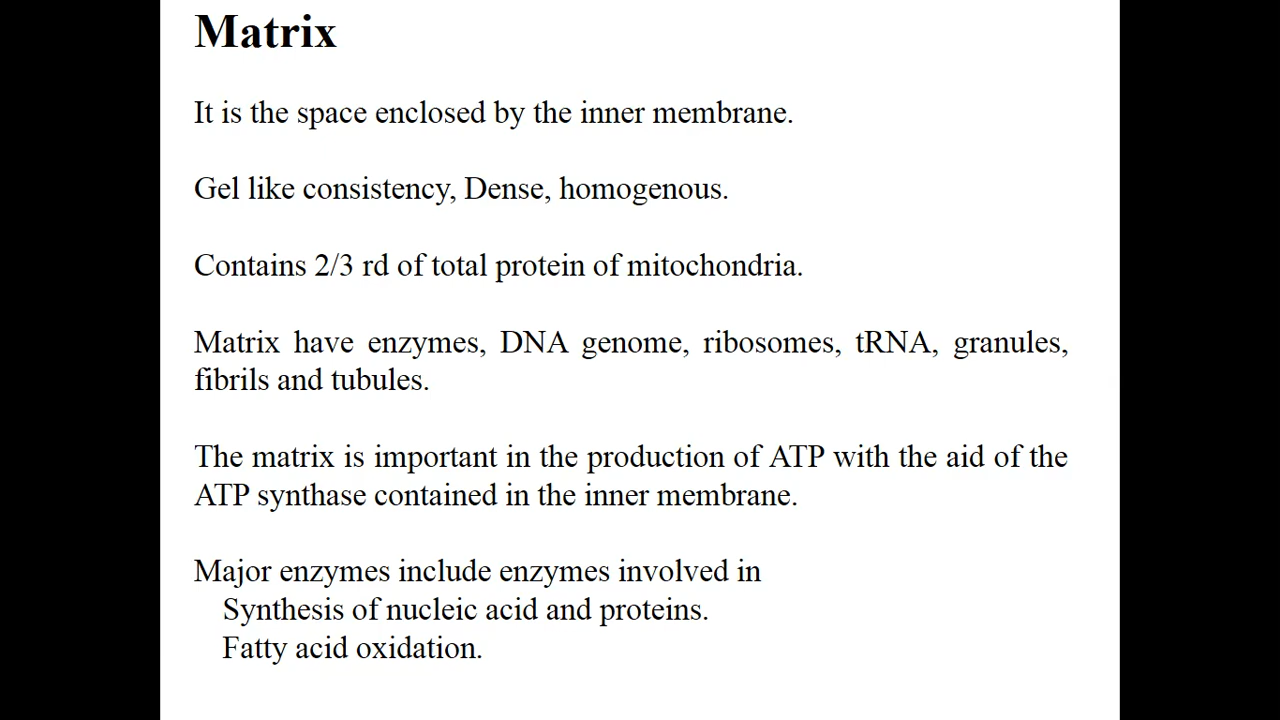 Matrix
It is the space enclosed by the inner membrane.
Gel like consistency, Dense, homogenous.
Contains 2/3 rd of total protein of mitochondria.
Matrix have enzymes, DNA genome, ribosomes, tRNA, granules,
fibrils and tubules.
The matrix is important in the production of ATP with the aid of the
ATP synthase contained in the inner membrane.
Major enzymes include enzymes involved in
Synthesis of nucleic acid and proteins.
Fatty acid oxidation.